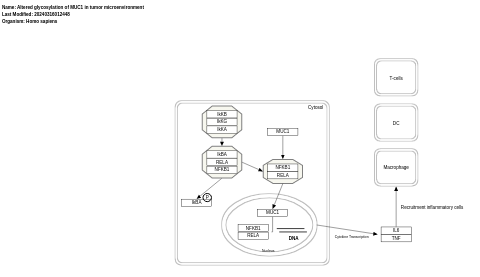 Name: Altered glycosylation of MUC1 in tumor microenvironment
Last Modified: 20240316012448
Organism: Homo sapiens
T-cells
Cytosol
IkKB
IkKG
IkKA
DC
MUC1
IkBA
RELA
NFKB1
Macrophage
NFKB1
RELA
P
IkBA
Recruitment inflammatory cells
MUC1
NFKB1
RELA
DNA
Cytokine Transcription
IL6
TNF
Nucleus